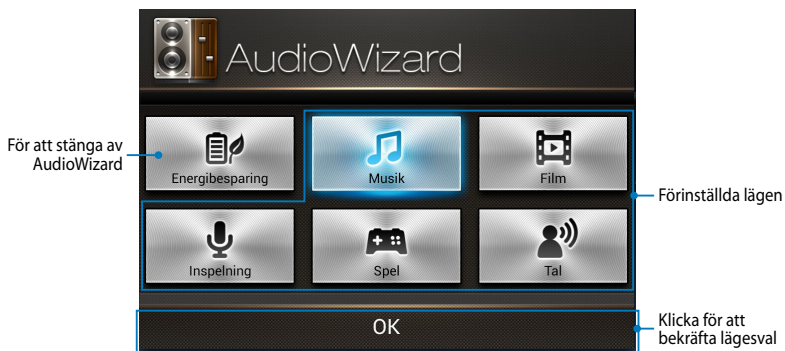 AudioWizard
För att stänga av
AudioWizard
Energibesparing
Musik
Film
Förinställda lägen
Inspelning
Spel
Tal
OK
Klicka för att
bekräfta lägesval